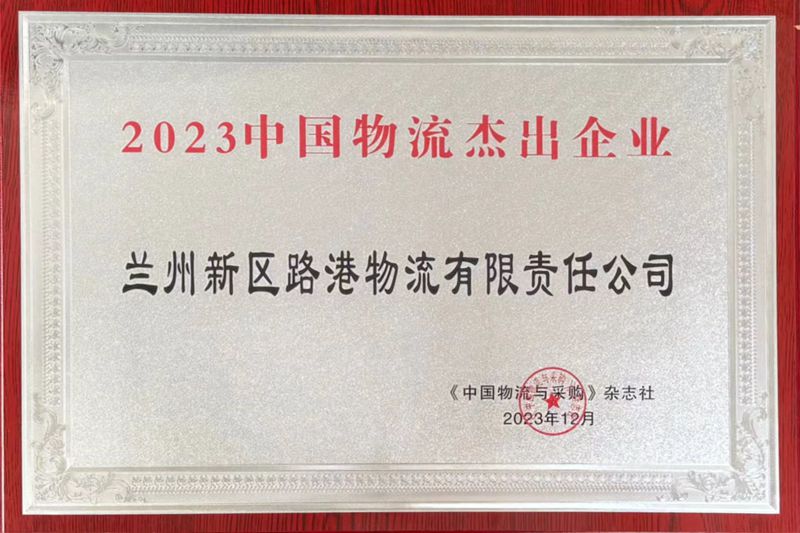 2023中国物流杰出企业
兰州新区路港物流有限责任公司
《中国物流与采购》杂志社
2023年12月